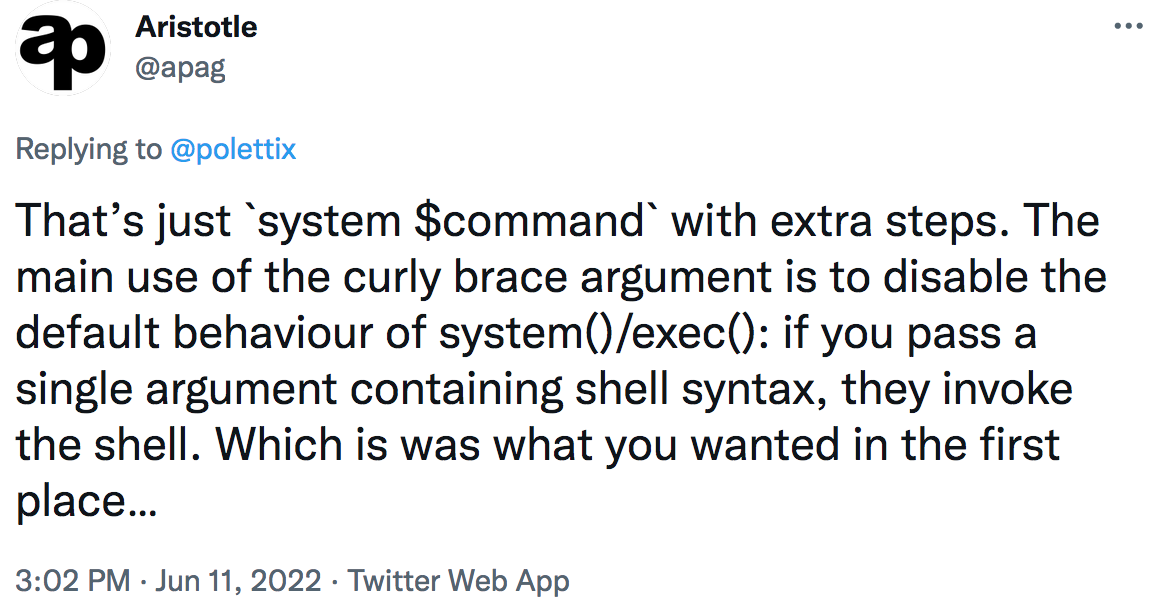 ap
Aristotle
@apag
Replying to @polettix
That’s just `system $command` with extra steps. The
main use of the curly brace argument is to disable the
default behaviour of system()/exec(): if you pass a
single argument containing shell syntax, they invoke
the shell. Which is was what you wanted in the first
place…
3:02 PM · Jun 11, 2022 · Twitter Web App